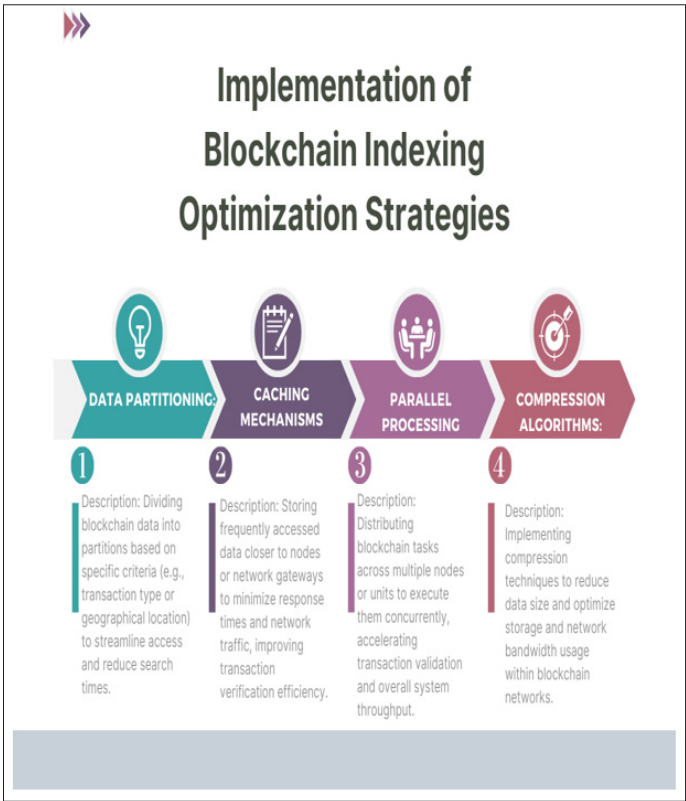 Implementation of
Blockchain Indexing
Optimization Strategies
DATA PARTITIONING:
CACHING
MECHANISMS
PARALLEL
PROCESSING
COMPRESSION
ALGORITHMS:
1
Description: Dividing
blockchain data into
partitions based on
specific criteria (e.g.,
transaction type or
geographical location)
to streamline access
and reduce search
times.
2
Description: Storing
frequently accessed
data closer to nodes
or network gateways
to minimize response
times and network
traffic, improving
transaction
verification efficiency.
3
Description:
Distributing
blockchain tasks
across multiple nodes
or units to execute
them concurrently,
accelerating
transaction validation
and overall system
throughput.
4
Description:
Implementing
compression
techniques to reduce
data size and optimize
storage and network
bandwidth usage
within blockchain
networks.